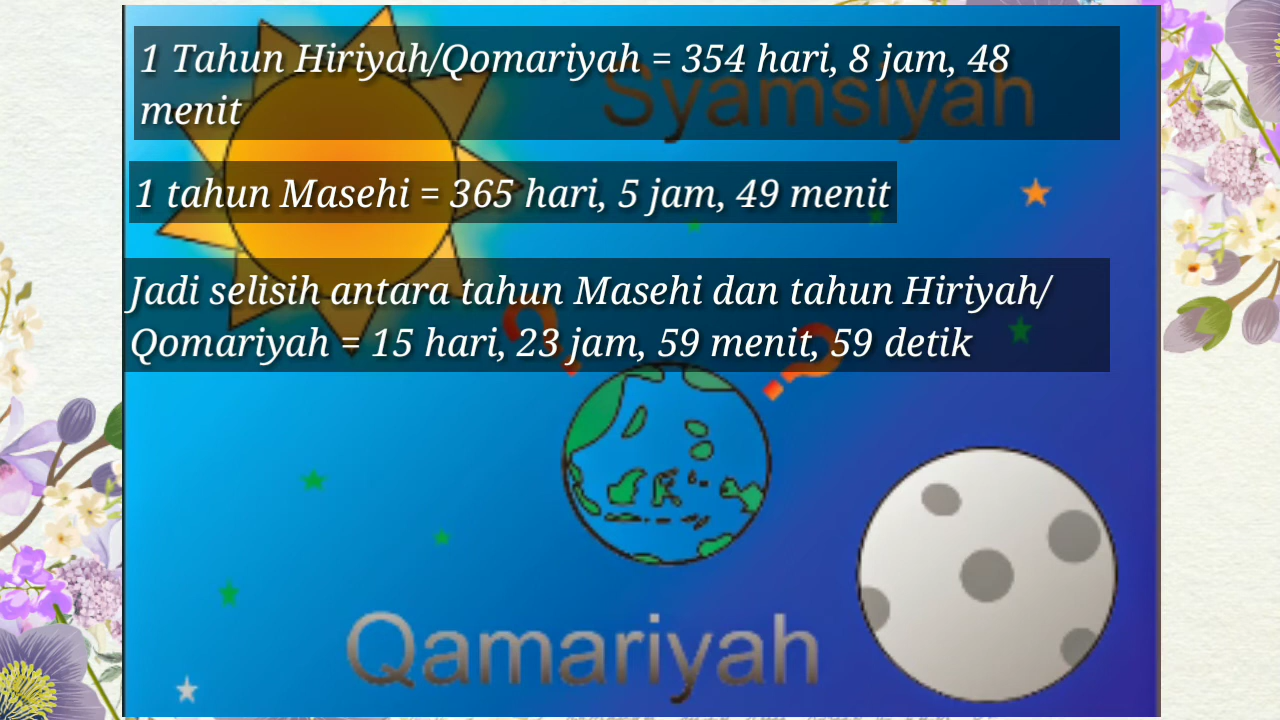 1 Tahun Hiriyah/Qomariyah = 354 hari, 8 jam, 48
menit
Syamsiyah
1 tahun Masehi = 365 hari, 5 jam, 49 menit
Jadi selisih antara tahun Masehi dan tahun Hiriyah/
Qomariyah = 15 hari, 23 jam, 59 menit, 59 detik
? ?
Qamariyah